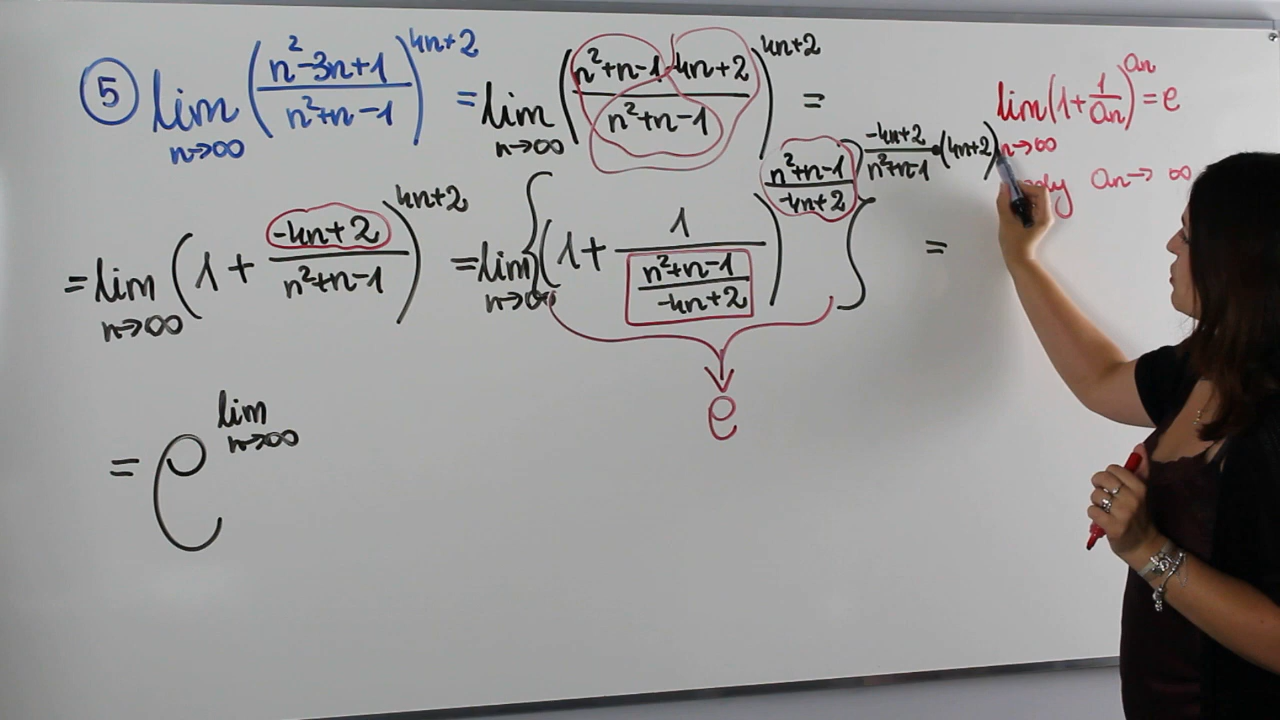 ⑤ lim n→∞ ((n²-3n+1)/(n²+n-1))^(4n+2) = lim n→∞ ((n²+n-1-4n+2)/(n²+n-1))^(4n+2) =
lim n→∞ (1+1/an)^an = e
an→∞
= lim n→∞ (1+(-4n+2)/(n²+n-1))^(4n+2) = lim n→∞ {(1+1/((n²+n-1)/(-4n+2)))^((n²+n-1)/(-4n+2))}^((-4n+2)/(n²+n-1)·(4n+2)) =
e
= e^(lim n→∞)